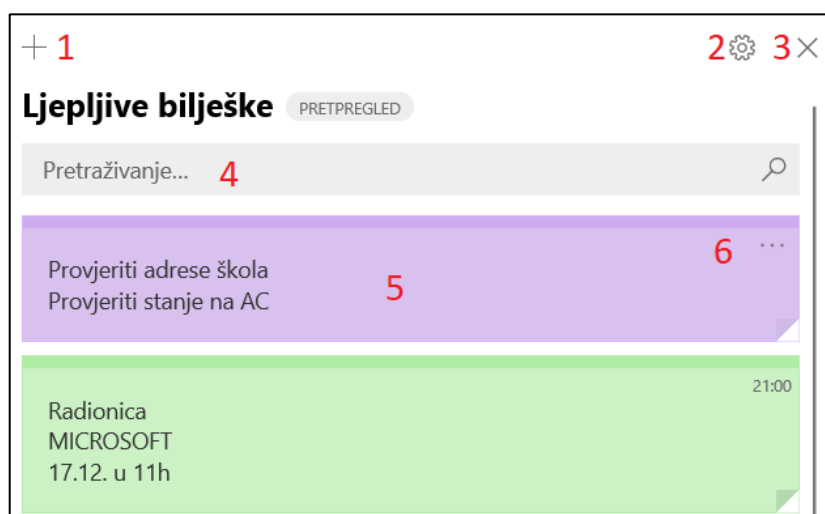 1 2 3
Ljepljive bilješke PRETPREGLED
Pretraživanje... 4
6 ...
Provjeriti adrese škola
Provjeriti stanje na AC
5
21:00
Radionica
MICROSOFT
17.12. u 11h